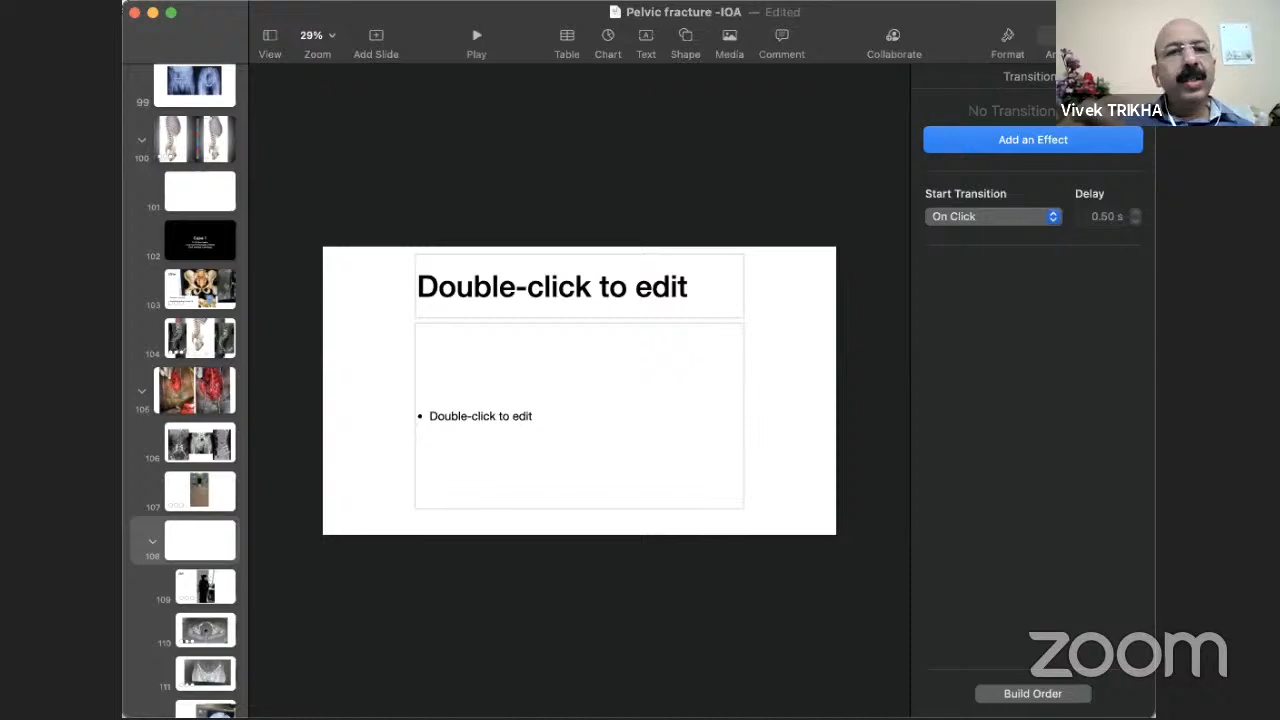 Pelvic fracture -IOA — Edited
29%
View
Zoom
Add Slide
Play
Table
Chart
Text
Shape
Media
Comment
Collaborate
Format
Transition
No Transition
Vivek TRIKHA
Add an Effect
Start Transition
Delay
On Click
0.50 s
Double-click to edit
• Double-click to edit
99
100
101
102
103
104
106
106
107
108
109
110
111
zoom
Build Order